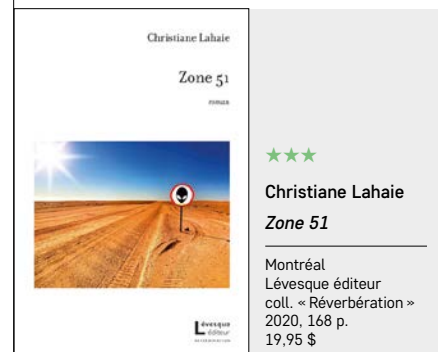 Christiane Lahaie
Zone 51
roman
Lévesque
éditeur
★★★
Christiane Lahaie
Zone 51
Montréal
Lévesque éditeur
coll. « Réverbération »
2020, 168 p.
19,95 $